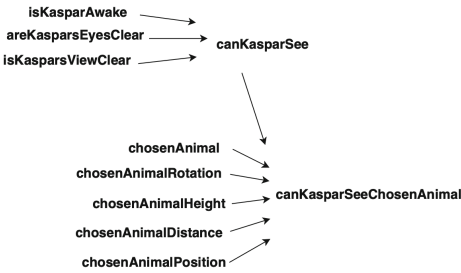 isKasparAwake
areKasparsEyesClear
isKasparsViewClear
canKasparSee
chosenAnimal
chosenAnimalRotation
chosenAnimalHeight
chosenAnimalDistance
chosenAnimalPosition
canKasparSeeChosenAnimal